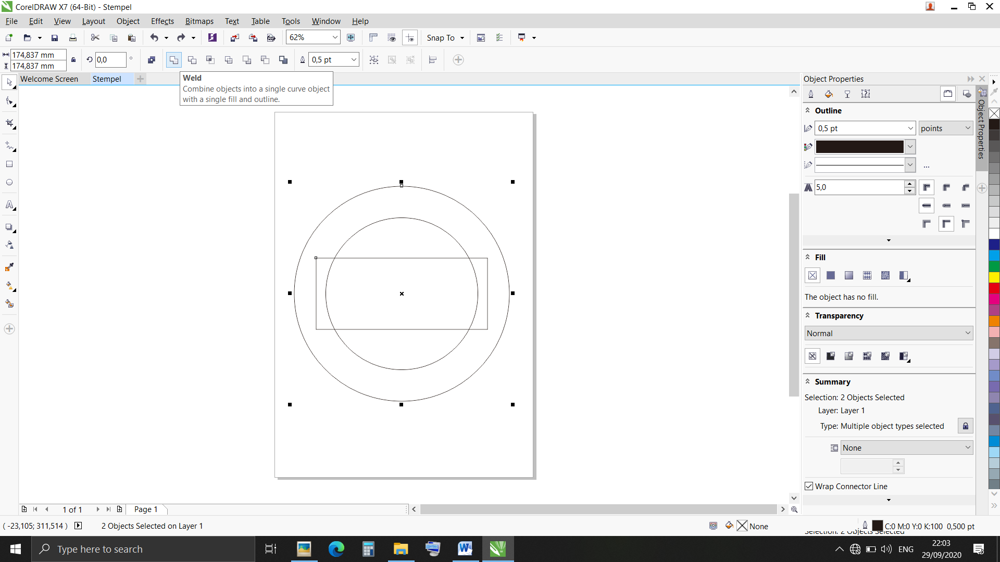 CorelDRAW X7 (64-Bit) - Stempel
File Edit View Layout Object Effects Bitmaps Text Table Tools Window Help
62% Snap To
174,837 mm
174,837 mm
0,0 °
0,5 pt
Welcome Screen Stempel
Weld
Combine objects into a single curve object
with a single fill and outline.
Object Properties
Object Properties
Outline
0,5 pt points
...
5,0
Fill
The object has no fill.
Transparency
Normal
Summary
Selection: 2 Objects Selected
Layer: Layer 1
Type: Multiple object types selected
None
Wrap Connector Line
1 of 1 Page 1
( -23,105; 311,514 ) 2 Objects Selected on Layer 1 None C:0 M:0 Y:0 K:100 0,500 pt
Selection: 2 Objects Selected
Type here to search
ENG
22:03
29/09/2020